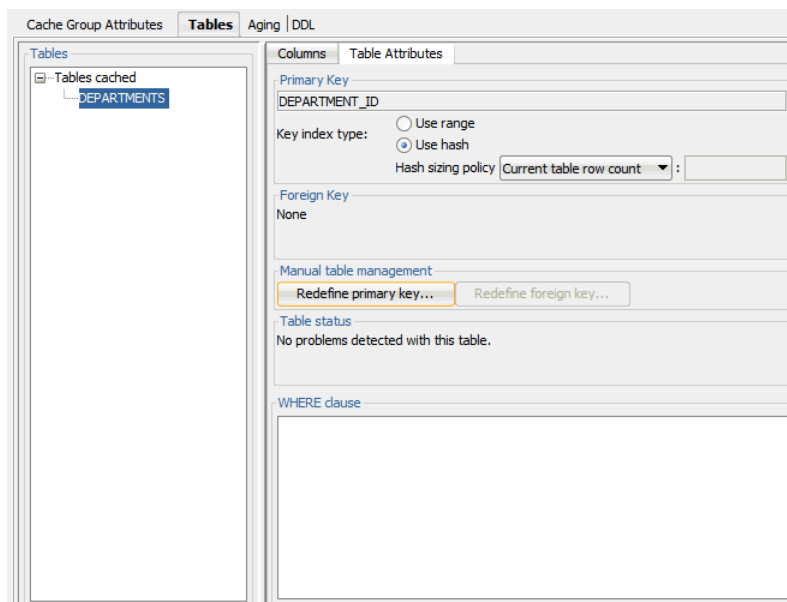 Cache Group Attributes Tables Aging DDL
Tables
Tables cached
DEPARTMENTS
Columns Table Attributes
Primary Key
DEPARTMENT_ID
Key index type:
Use range
Use hash
Hash sizing policy Current table row count :
Foreign Key
None
Manual table management
Redefine primary key... Redefine foreign key...
Table status
No problems detected with this table.
WHERE clause